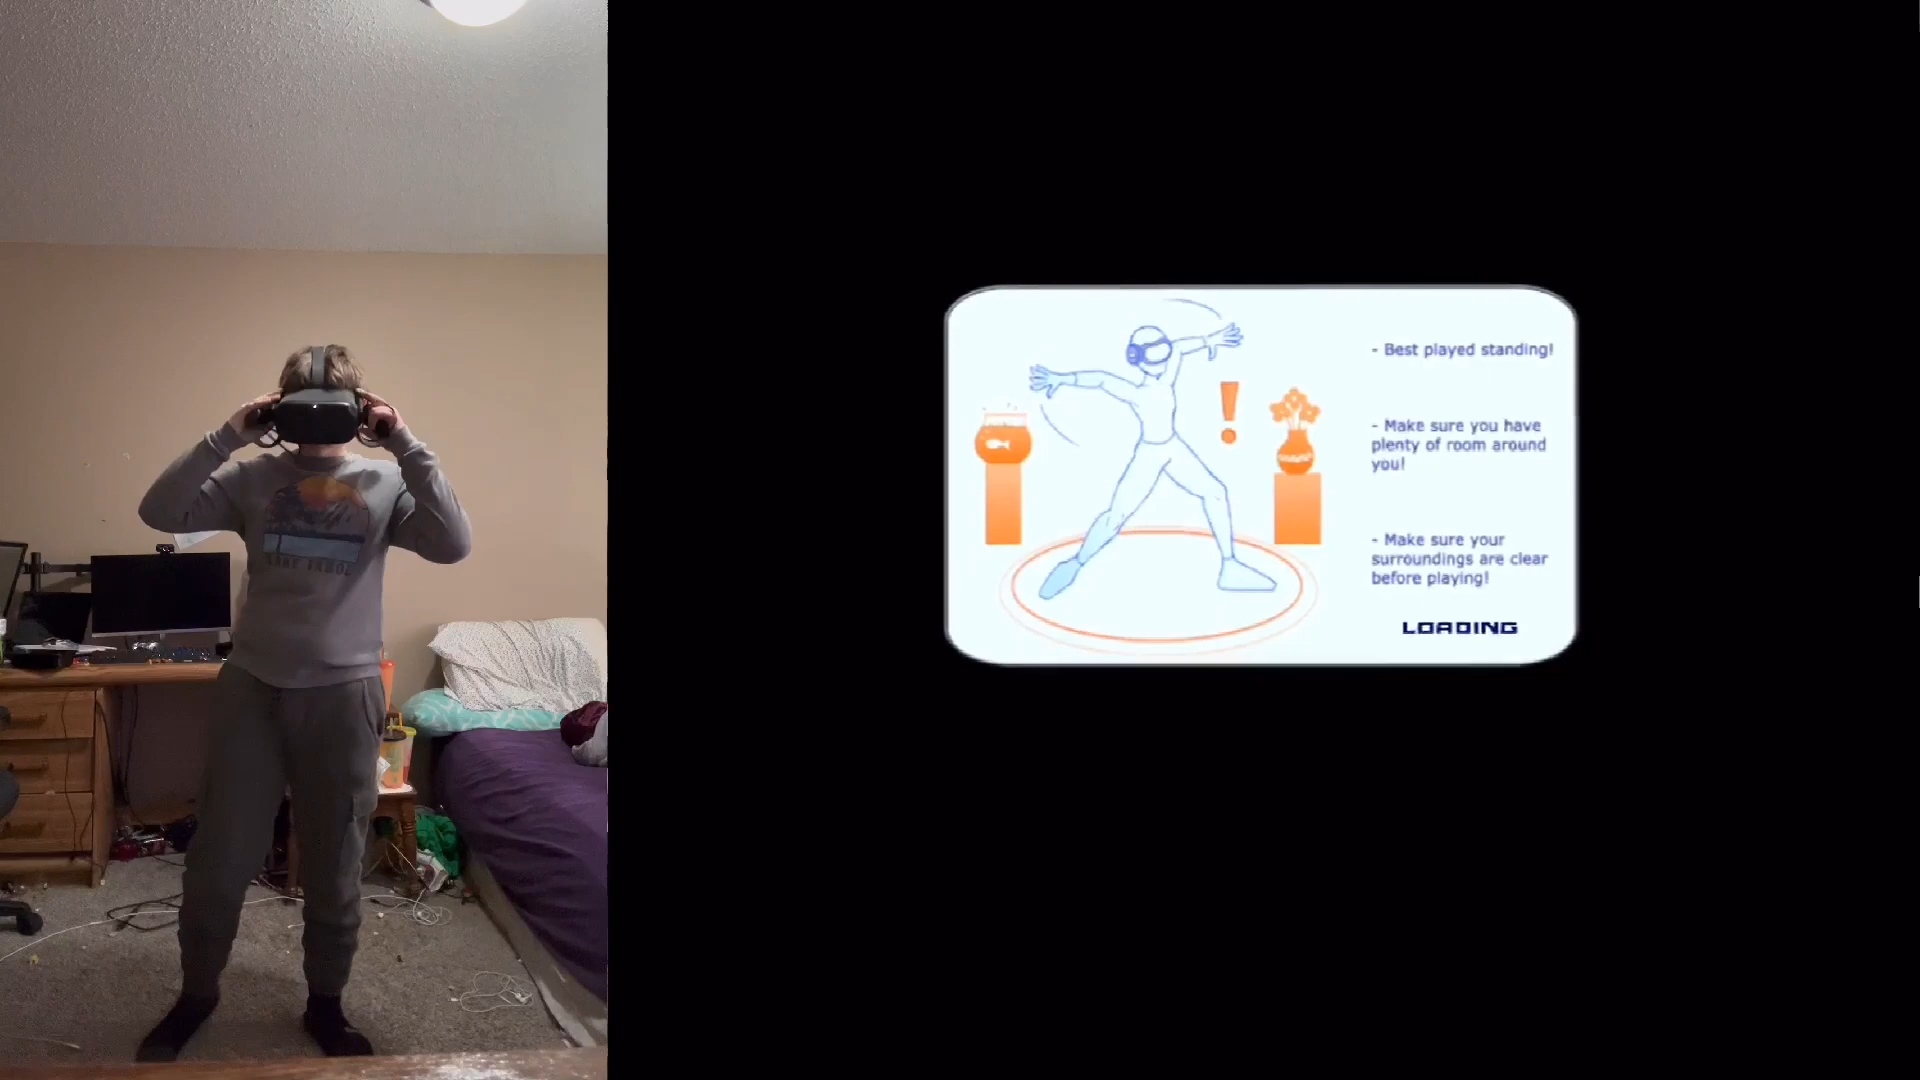 - Best played standing!
- Make sure you have
plenty of room around
you!
- Make sure your
surroundings are clear
before playing!
LOADING